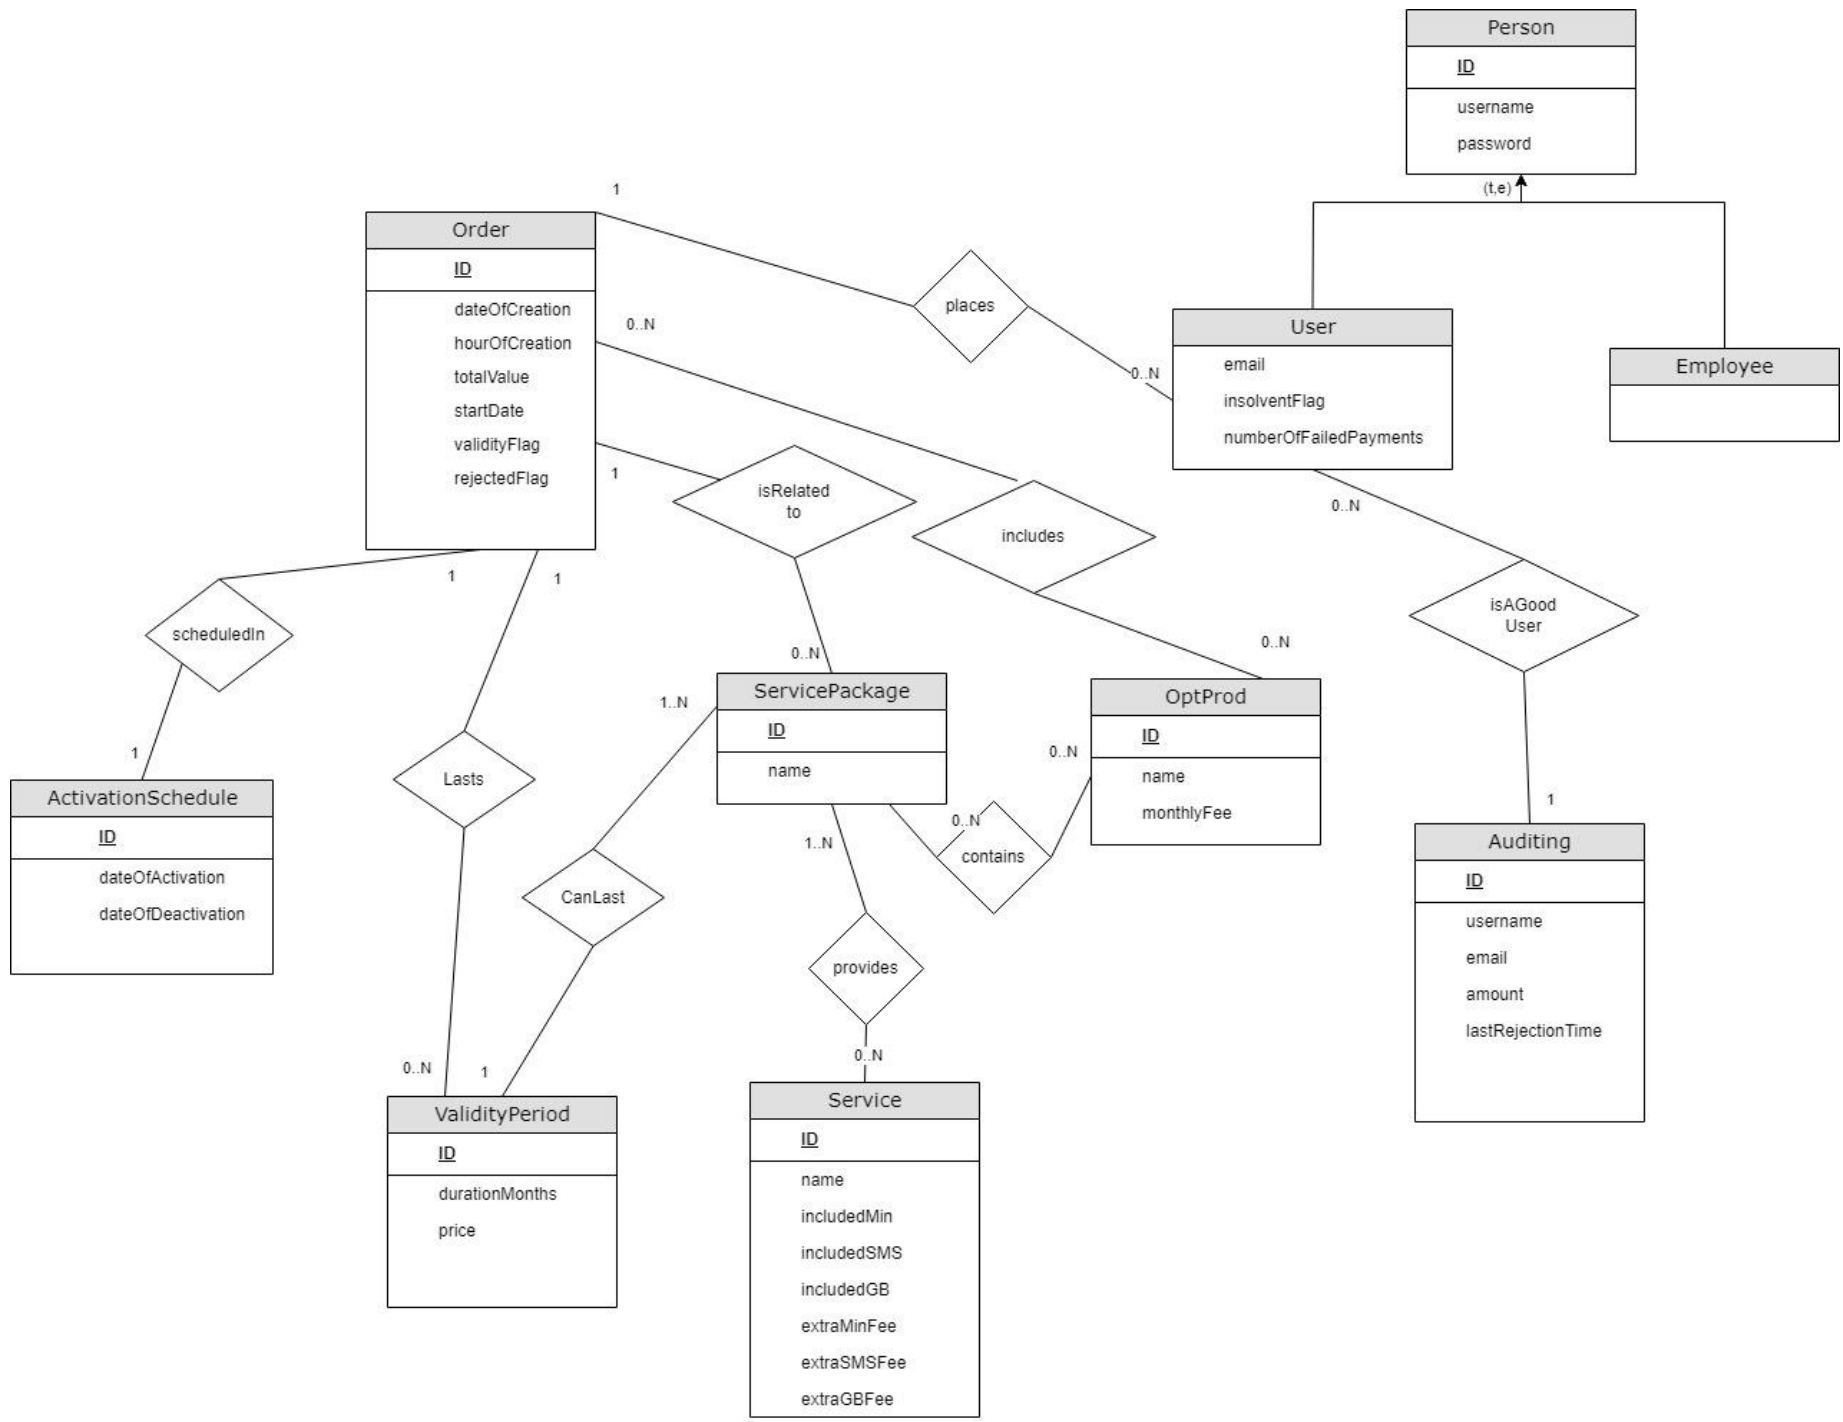 Person
ID
username
password
(t,e)
1
Order
ID
dateOfCreation
hourOfCreation
totalValue
startDate
validityFlag
rejectedFlag
places
0..N
0..N
User
email
insolventFlag
numberOfFailedPayments
Employee
1
isRelated
to
includes
0..N
isAGood
User
1
1
scheduledIn
0..N
0..N
1
1..N
ServicePackage
ID
name
OptProd
ID
name
monthlyFee
0..N
0..N
contains
1
ActivationSchedule
ID
dateOfActivation
dateOfDeactivation
Lasts
CanLast
1..N
provides
0..N
Auditing
ID
username
email
amount
lastRejectionTime
0..N
1
ValidityPeriod
ID
durationMonths
price
Service
ID
name
includedMin
includedSMS
includedGB
extraMinFee
extraSMSFee
extraGBFee